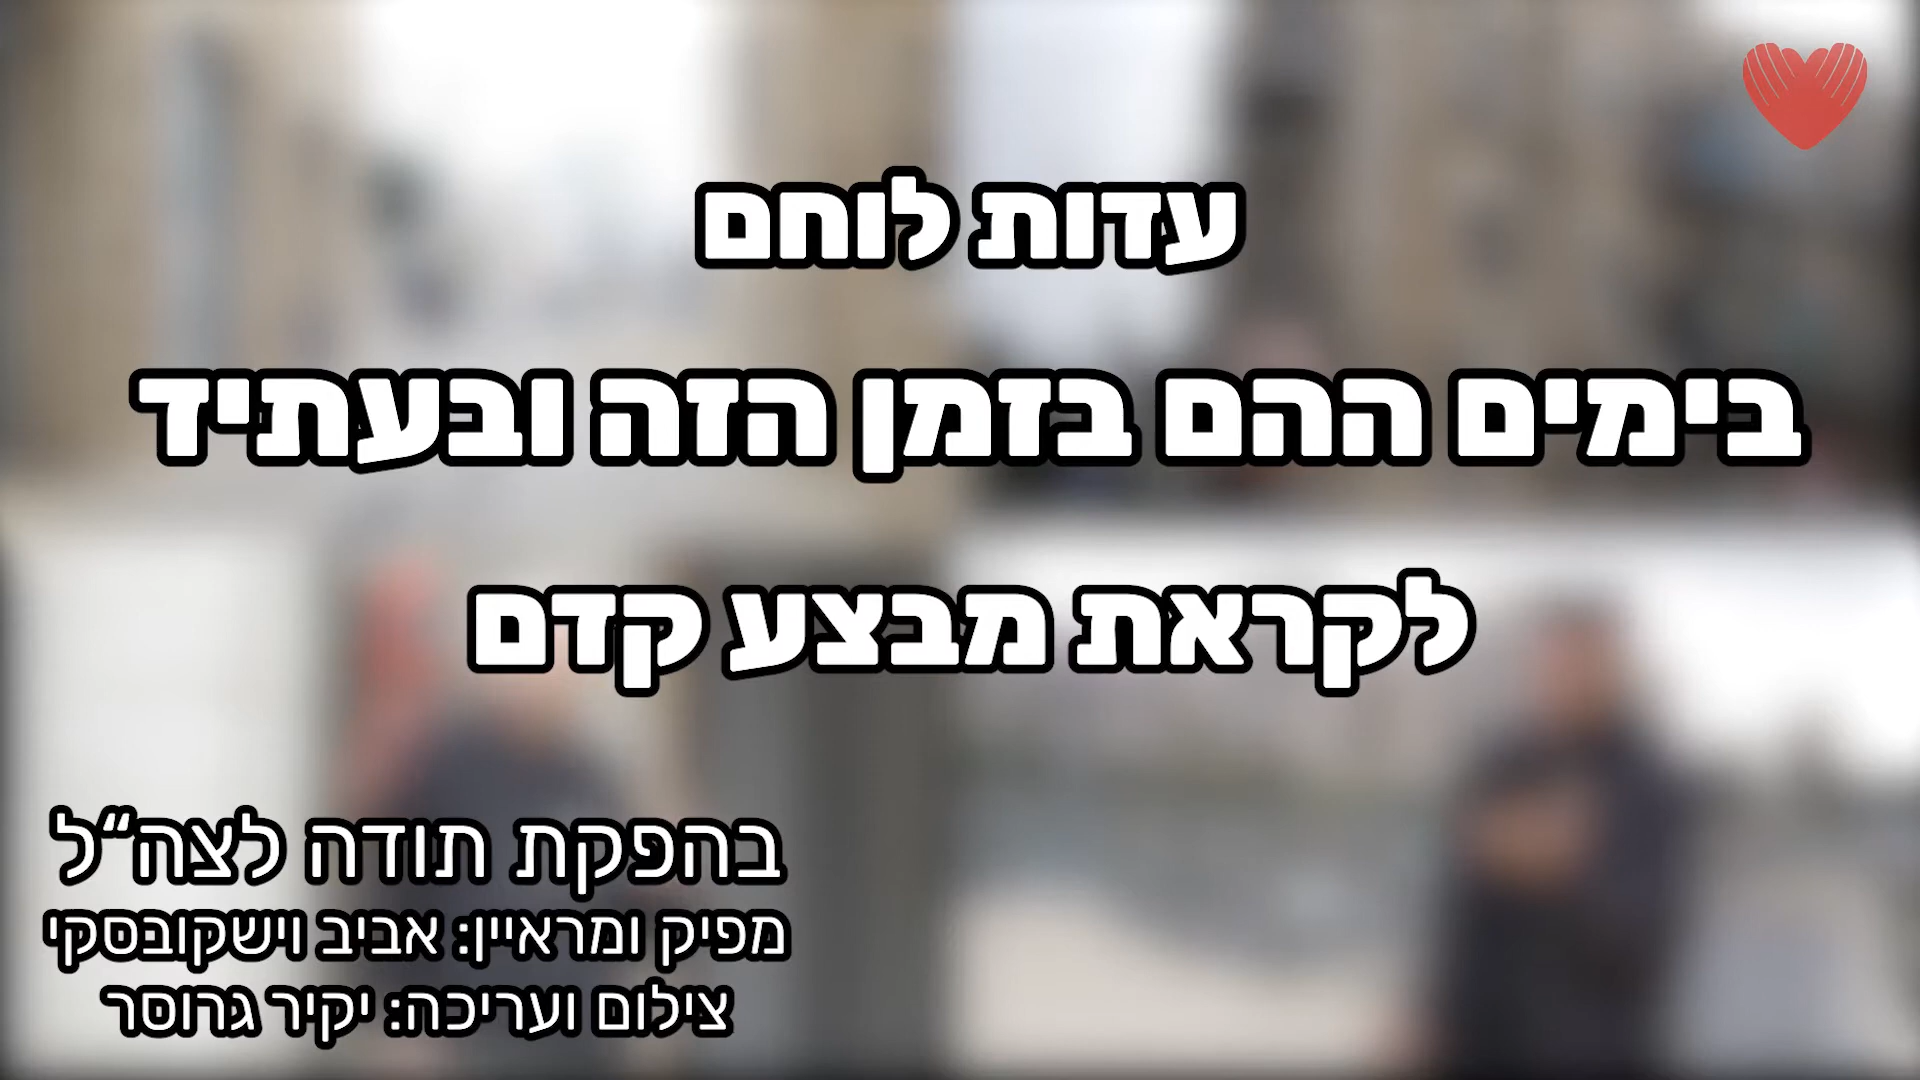 עדות לוחם
בימים ההם בזמן הזה ובעתיד
לקראת מבצע קדם
בהפקת תודה לצה“ל
מפיק ומראיין: אביב וישקובסקי
צילום ועריכה: יקיר גרוסר